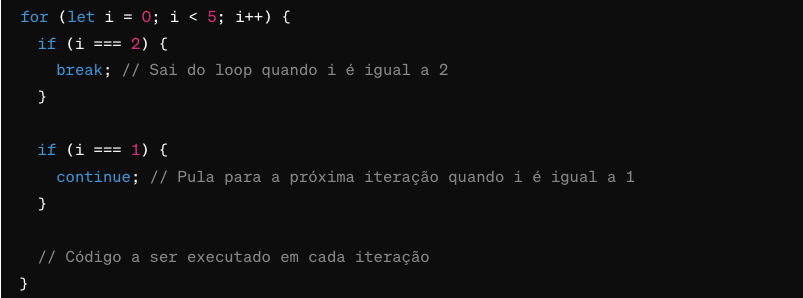 for (let i = 0; i < 5; i++) {
  if (i === 2) {
    break; // Sai do loop quando i é igual a 2
  }

  if (i === 1) {
    continue; // Pula para a próxima iteração quando i é igual a 1
  }

  // Código a ser executado em cada iteração
}